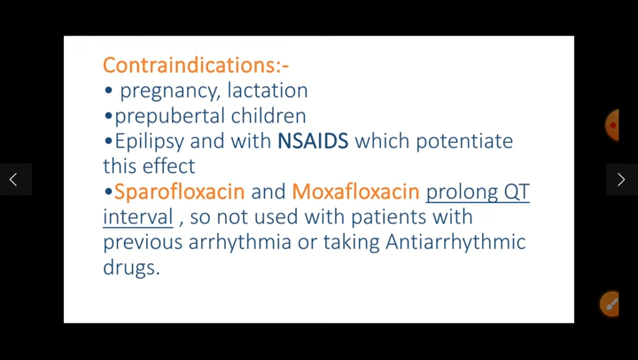 Contraindications:-
• pregnancy, lactation
•prepubertal children
•Epilipsy and with NSAIDS which potentiate
this effect
•Sparofloxacin and Moxafloxacin prolong QT
interval , so not used with patients with
previous arrhythmia or taking Antiarrhythmic
drugs.